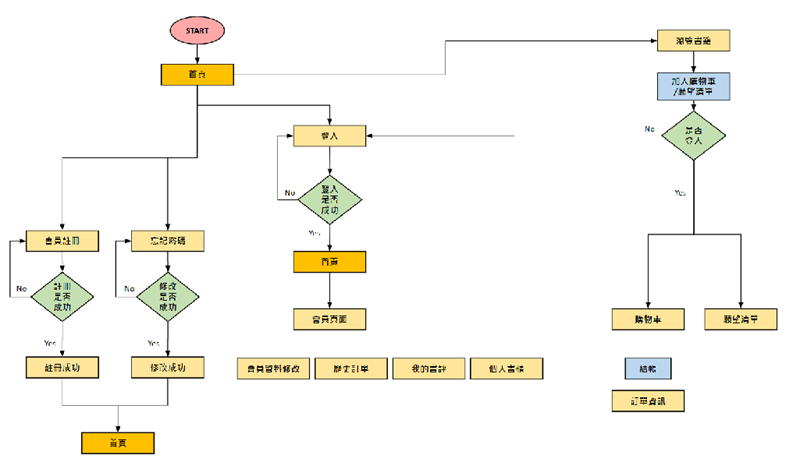 START
首頁
瀏覽書籍
加入購物車
/願望清單
是否
登入
No
Yes
購物車
願望清單
結帳
訂單資訊
登入
登入
是否
成功
No
Yes
首頁
會員頁面
會員資料修改
歷史訂單
我的書評
個人書櫃
會員註冊
註冊
是否
成功
No
Yes
註冊成功
忘記密碼
修改
是否
成功
No
Yes
修改成功
首頁